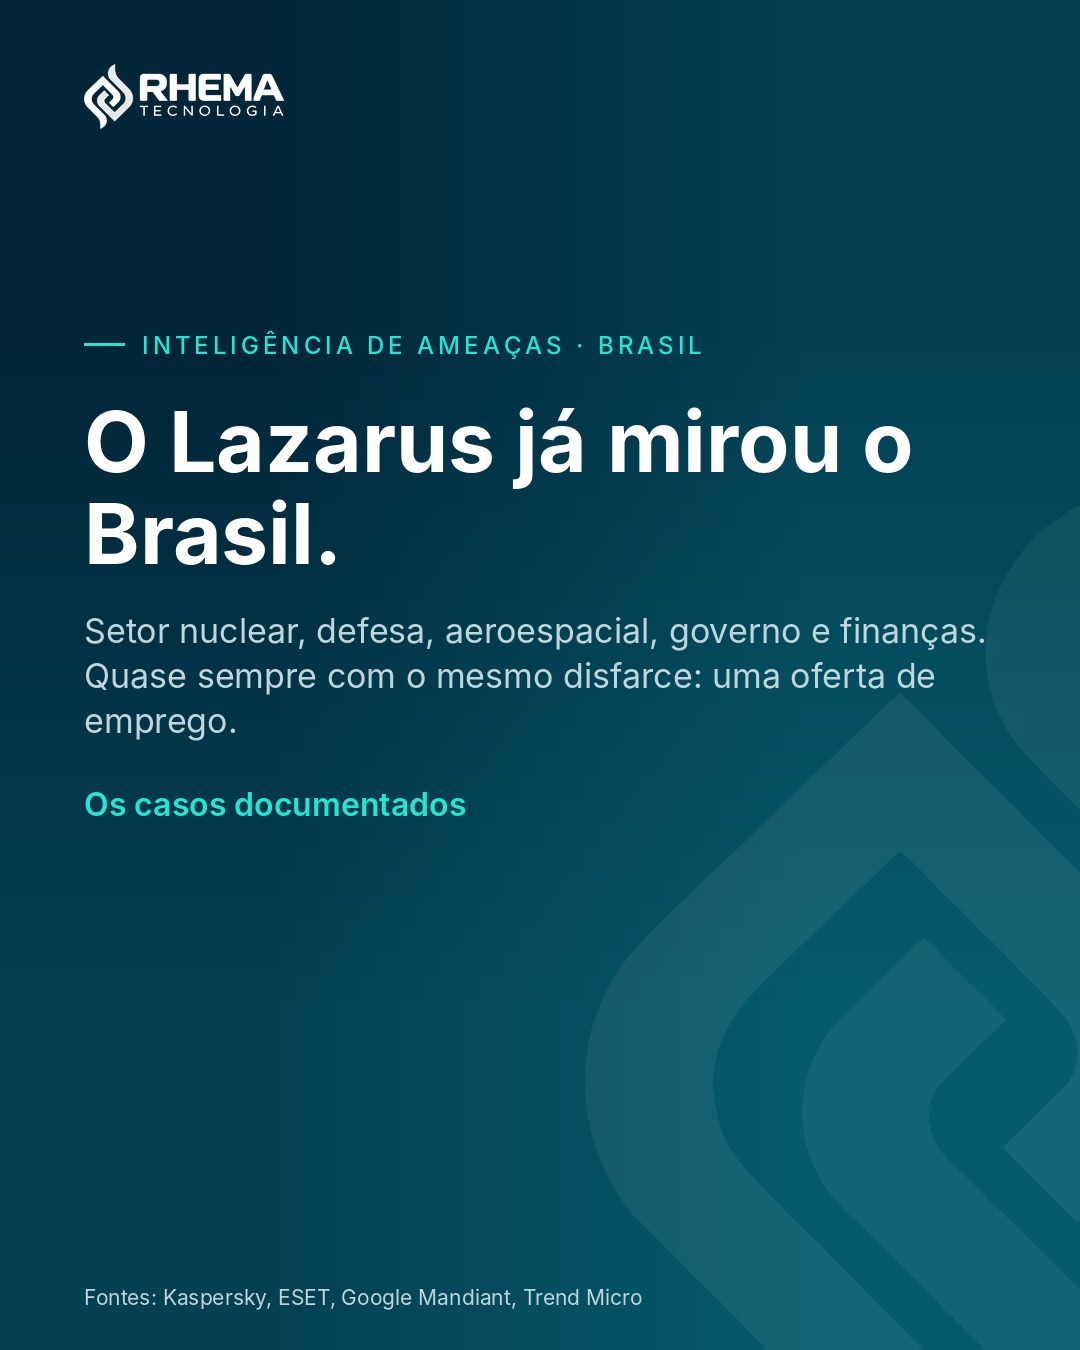 RHEMA
TECNOLOGIA
INTELIGÊNCIA DE AMEAÇAS · BRASIL
O Lazarus já mirou o
Brasil.
Setor nuclear, defesa, aeroespacial, governo e finanças.
Quase sempre com o mesmo disfarce: uma oferta de
emprego.
Os casos documentados
Fontes: Kaspersky, ESET, Google Mandiant, Trend Micro